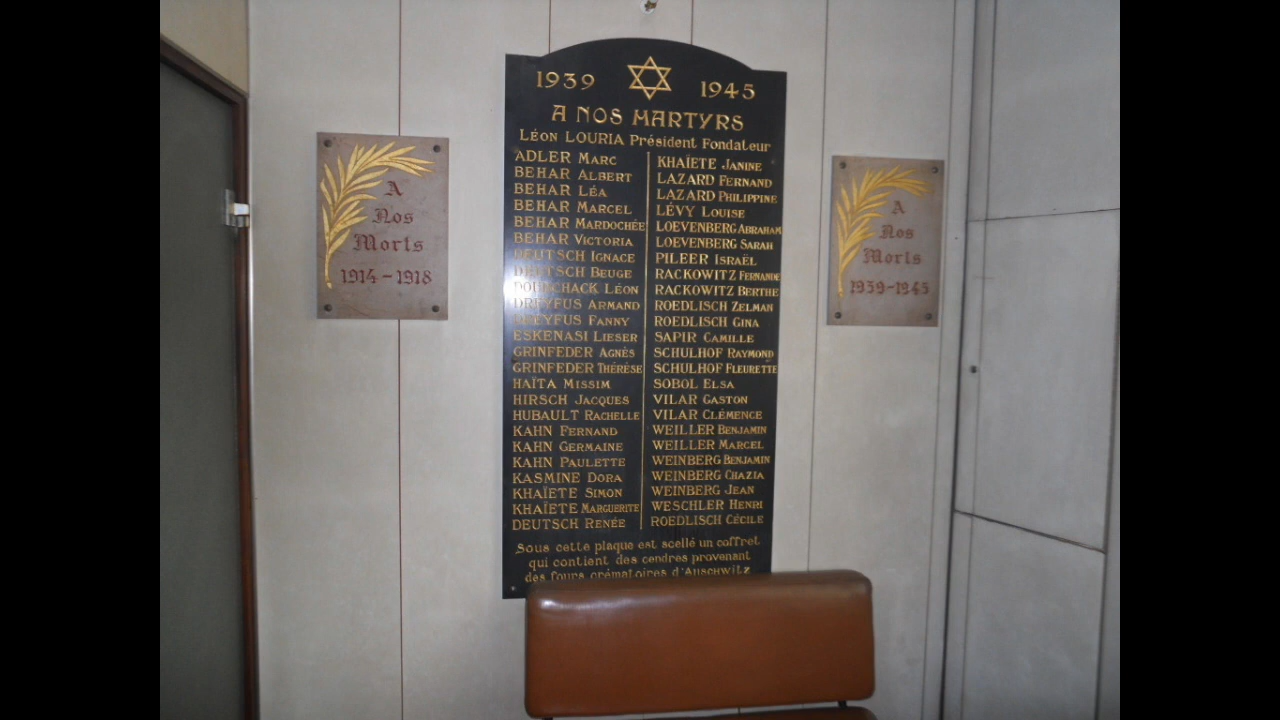 A
Nos
Morts
1914-1918
1939 1945
A NOS MARTYRS
LÉON LOURIA Président Fondateur
ADLER MARC
BEHAR ALBERT
BEHAR LÉA
BEHAR MARCEL
BEHAR MARDOCHÉE
BEHAR VICTORIA
DEUTSCH IGNACE
DEUTSCH BEUGE
LÉON
DREYFUS ARMAND
DREYFUS FANNY
ESKENASI LIESER
GRINFEDER AGNÈS
GRINFEDER THÉRÈSE
HAÏTA MISSIM
HIRSCH JACQUES
HUBAULT RACHELLE
KAHN FERNAND
KAHN GERMAINE
KAHN PAULETTE
KASMINE DORA
KHAÏETE SIMON
KHAÏETE MARGUERITE
DEUTSCH RENÉE
KHAÏETE JANINE
LAZARD FERNAND
LAZARD PHILIPPINE
LÉVY LOUISE
LOEVENBERG ABRAHAM
LOEVENBERG SARAH
PILEER ISRAËL
RACKOWITZ FERNANDE
RACKOWITZ BERTHE
ROEDLISCH ZELMAN
ROEDLISCH GINA
SAPIR CAMILLE
SCHULHOF RAYMOND
SCHULHOF FLEURETTE
SOBOL ELSA
VILAR GASTON
VILAR CLÉMENCE
WEILLER BENJAMIN
WEILLER MARCEL
WEINBERG BENJAMIN
WEINBERG CHAZIA
WEINBERG JEAN
WESCHLER HENRI
ROEDLISCH CÉCILE
Sous cette plaque est scellé un coffret
qui contient des cendres provenant
des fours crématoires d'AUSCHWITZ
A
Nos
Morts
1939-1945